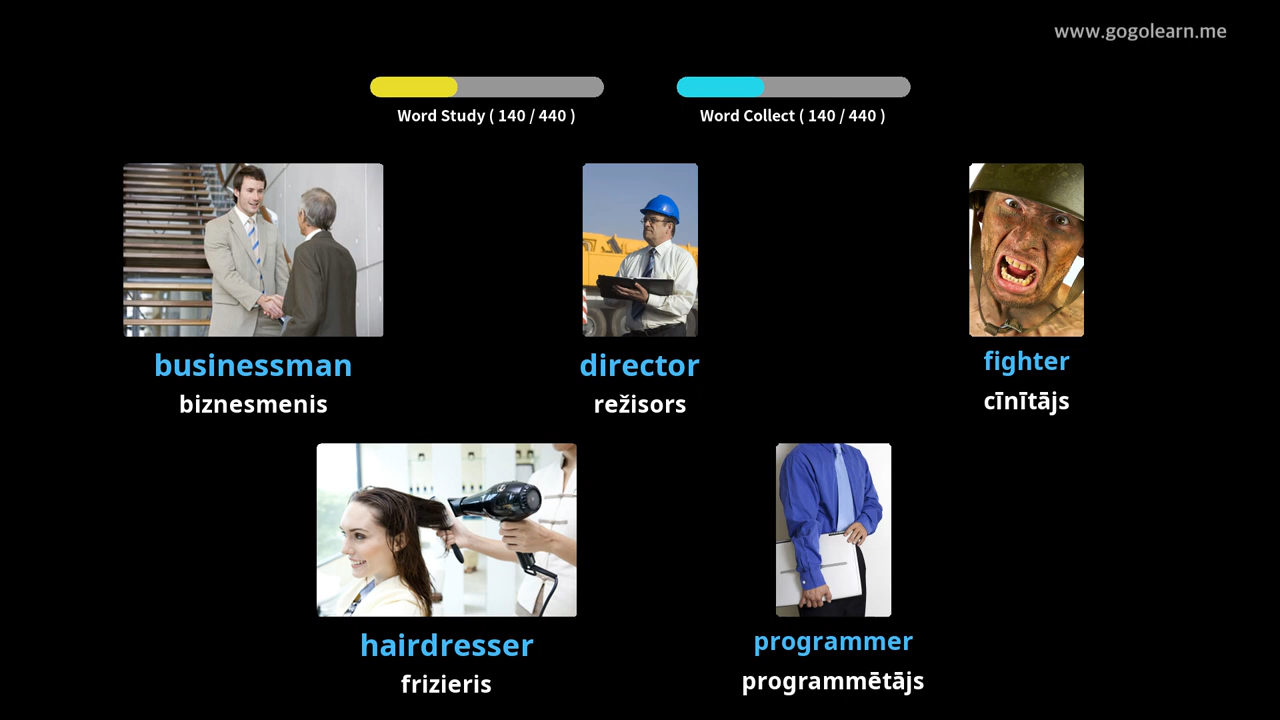 www.gogolearn.me
Word Study ( 140 / 440 )
Word Collect ( 140 / 440 )
businessman
biznesmenis
director
režisors
fighter
cīnītājs
hairdresser
frizieris
programmer
programmētājs